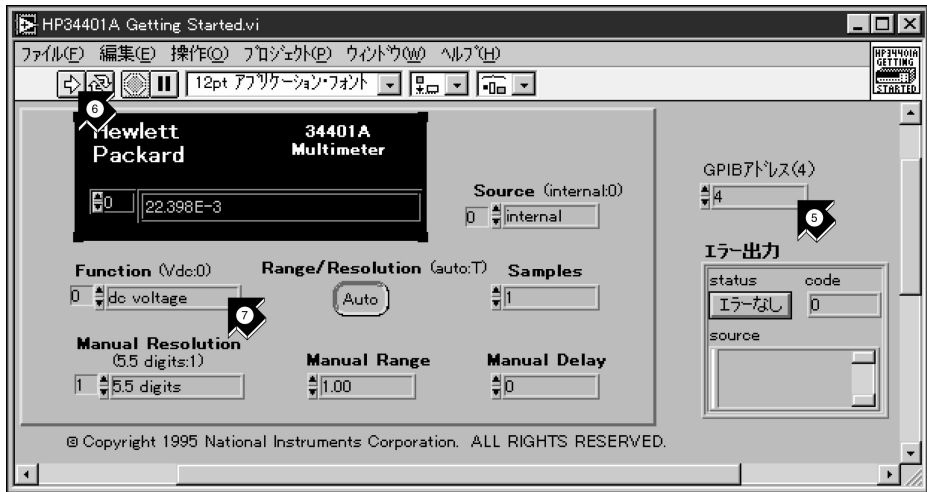 HP34401A Getting Started.vi
ファイル(F) 編集(E) 操作(O) プロジェクト(P) ウィンドウ(W) ヘルプ(H)
12pt アプリケーション・フォント
HP34401A
GETTING
STARTED
6
Hewlett
Packard
34401A
Multimeter
0
22.398E-3
Source (internal:0)
0 internal
GPIBアドレス(4)
4
5
Function (Vdc:0)
0 dc voltage
7
Range/Resolution (auto:T)
Auto
Samples
1
エラー出力
status code
エラーなし 0
source
Manual Resolution
(5.5 digits:1)
1 5.5 digits
Manual Range
1.00
Manual Delay
0
© Copyright 1995 National Instruments Corporation. ALL RIGHTS RESERVED.